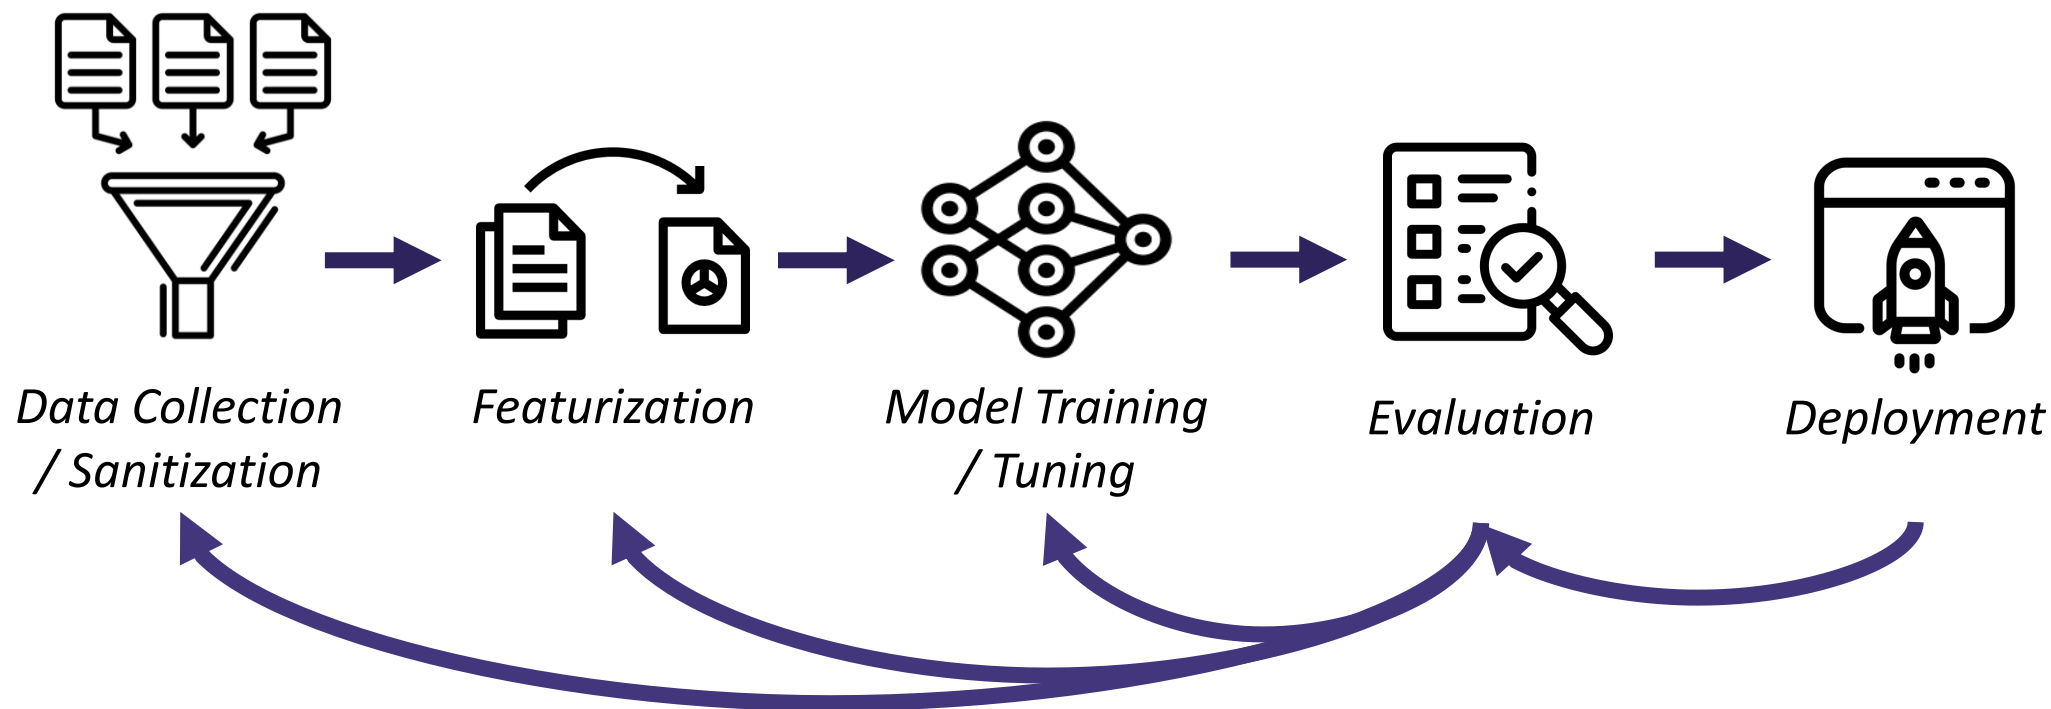 Data Collection
/ Sanitization
Featurization
Model Training
/ Tuning
Evaluation
Deployment